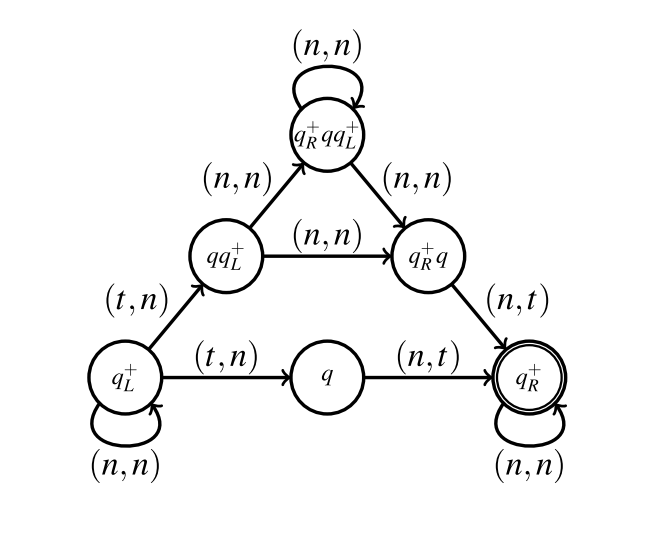 (n,n)
q_R^+ q q_L^+
(n,n) (n,n)
(n,n)
q q_L^+ q_R^+ q
(t,n) (n,t)
(t,n) (n,t)
q_L^+ q q_R^+
(n,n) (n,n)